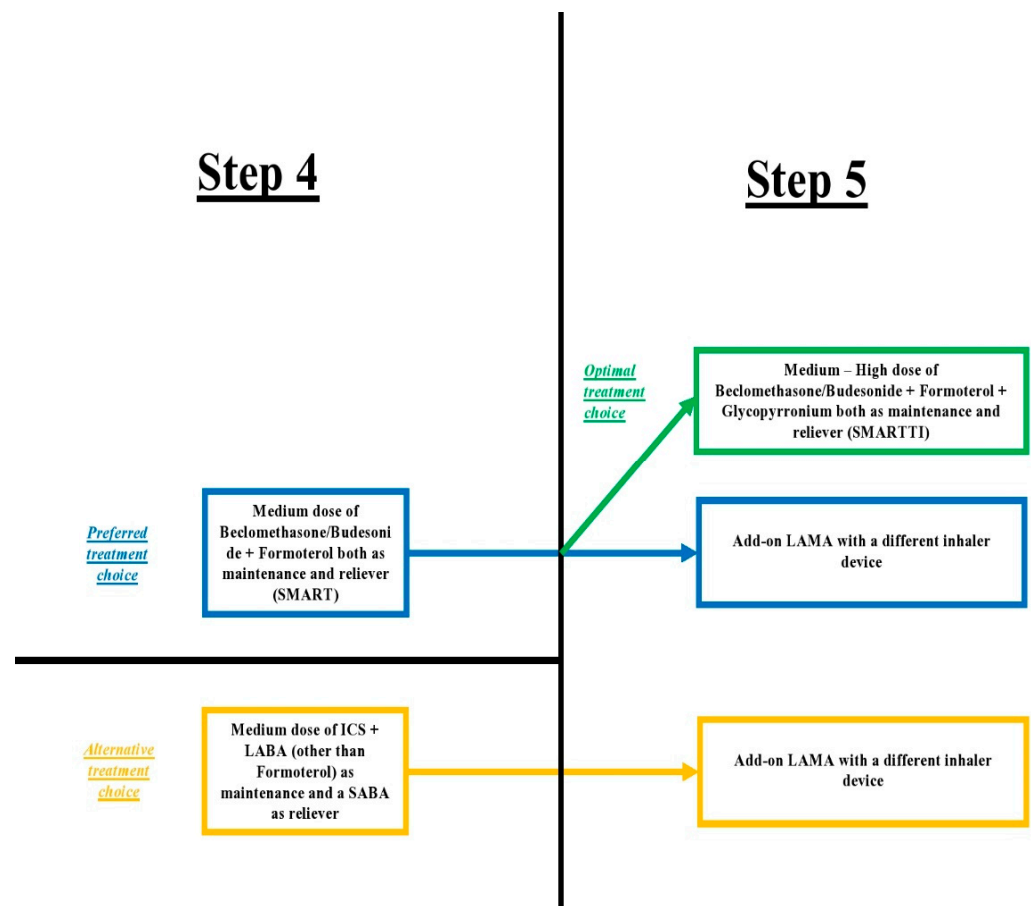 Step 4
Step 5
Optimal
treatment
choice
Medium – High dose of
Beclomethasone/Budesonide + Formoterol +
Glycopyrronium both as maintenance and
reliever (SMARTTI)
Preferred
treatment
choice
Medium dose of
Beclomethasone/Budesoni
de + Formoterol both as
maintenance and reliever
(SMART)
Add-on LAMA with a different inhaler
device
Alternative
treatment
choice
Medium dose of ICS +
LABA (other than
Formoterol) as
maintenance and a SABA
as reliever
Add-on LAMA with a different inhaler
device